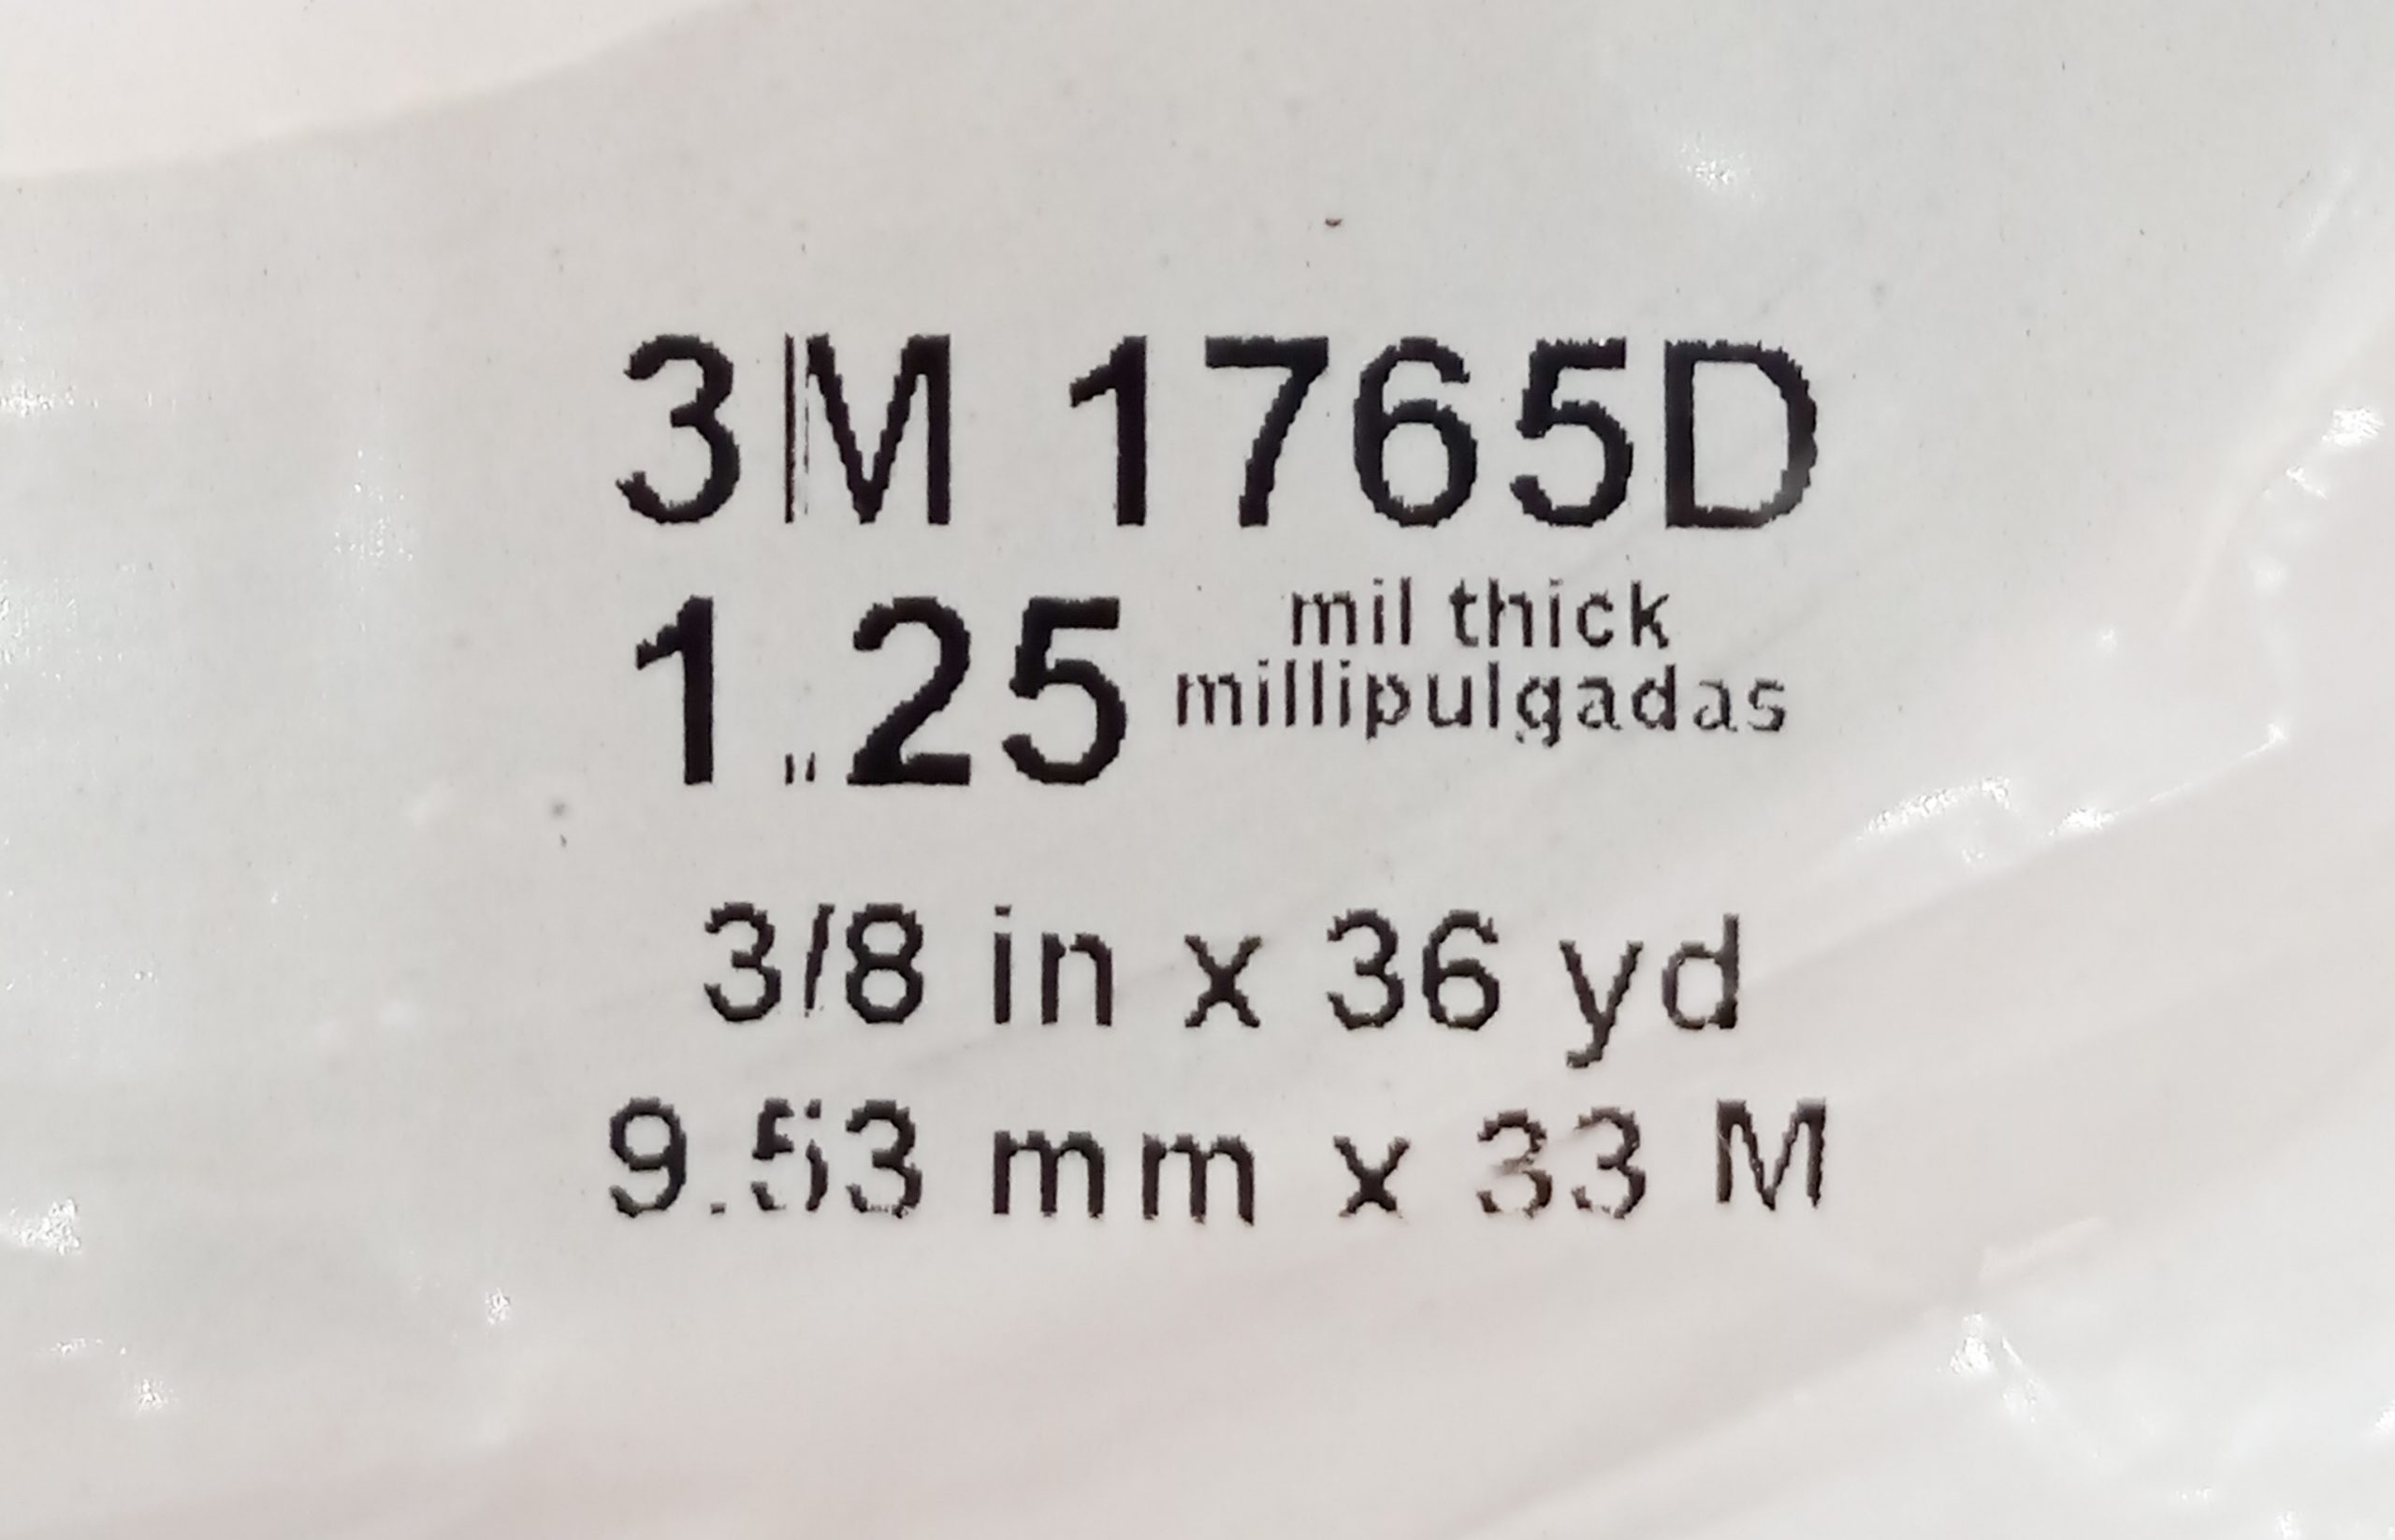 3M 1765D
1.25 mil thick
millipulgadas
3/8 in x 36 yd
9.53 mm x 33 M